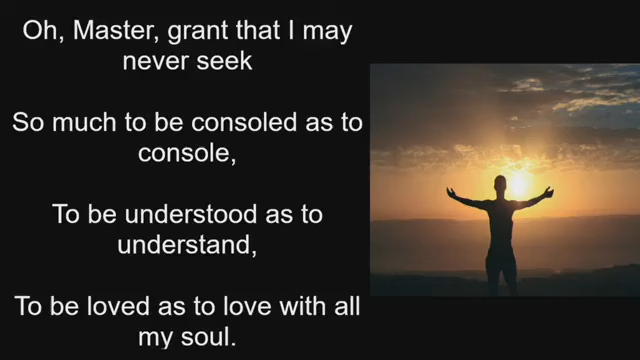 Oh, Master, grant that I may
never seek
So much to be consoled as to
console,
To be understood as to
understand,
To be loved as to love with all
my soul.